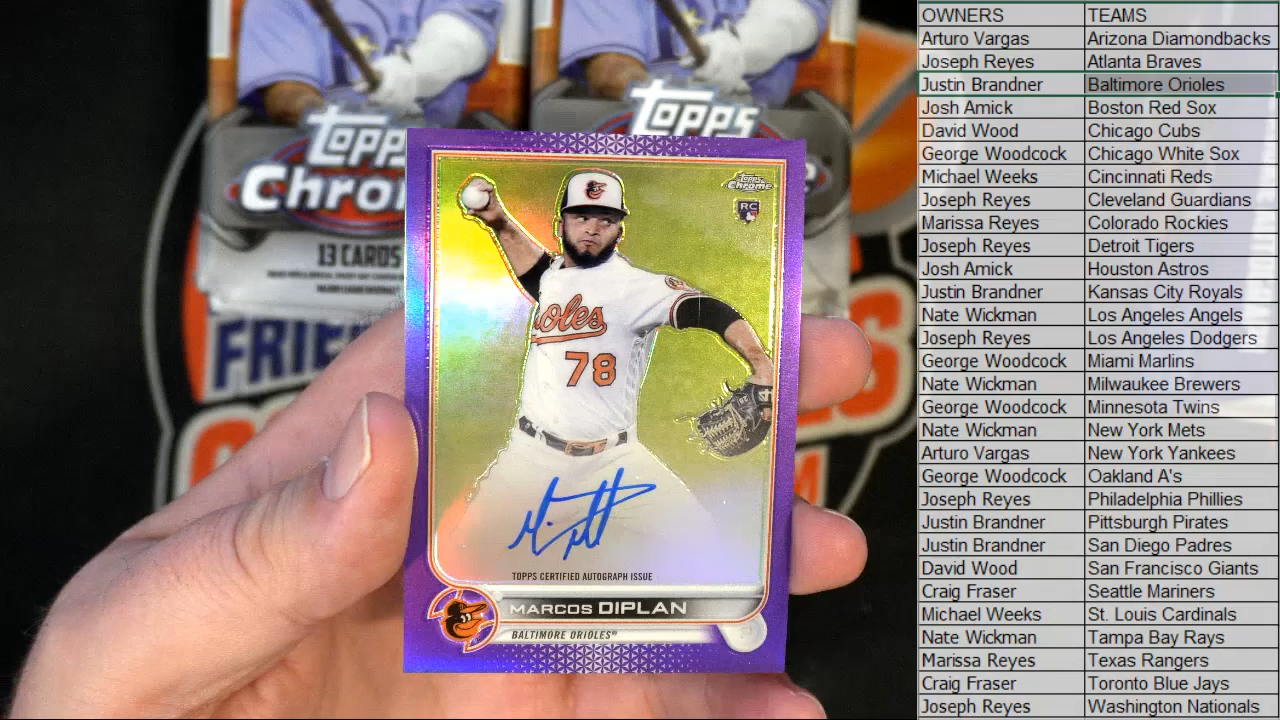 TOPPS
Chro
13 CARDS
TOPPS
FRIE
Topps
Chrome
RC
oles
78
TOPPS CERTIFIED AUTOGRAPH ISSUE
MARCOS DIPLAN
BALTIMORE ORIOLES®
OWNERS TEAMS
Arturo Vargas Arizona Diamondbacks
Joseph Reyes Atlanta Braves
Justin Brandner Baltimore Orioles
Josh Amick Boston Red Sox
David Wood Chicago Cubs
George Woodcock Chicago White Sox
Michael Weeks Cincinnati Reds
Joseph Reyes Cleveland Guardians
Marissa Reyes Colorado Rockies
Joseph Reyes Detroit Tigers
Josh Amick Houston Astros
Justin Brandner Kansas City Royals
Nate Wickman Los Angeles Angels
Joseph Reyes Los Angeles Dodgers
George Woodcock Miami Marlins
Nate Wickman Milwaukee Brewers
George Woodcock Minnesota Twins
Nate Wickman New York Mets
Arturo Vargas New York Yankees
George Woodcock Oakland A's
Joseph Reyes Philadelphia Phillies
Justin Brandner Pittsburgh Pirates
Justin Brandner San Diego Padres
David Wood San Francisco Giants
Craig Fraser Seattle Mariners
Michael Weeks St. Louis Cardinals
Nate Wickman Tampa Bay Rays
Marissa Reyes Texas Rangers
Craig Fraser Toronto Blue Jays
Joseph Reyes Washington Nationals